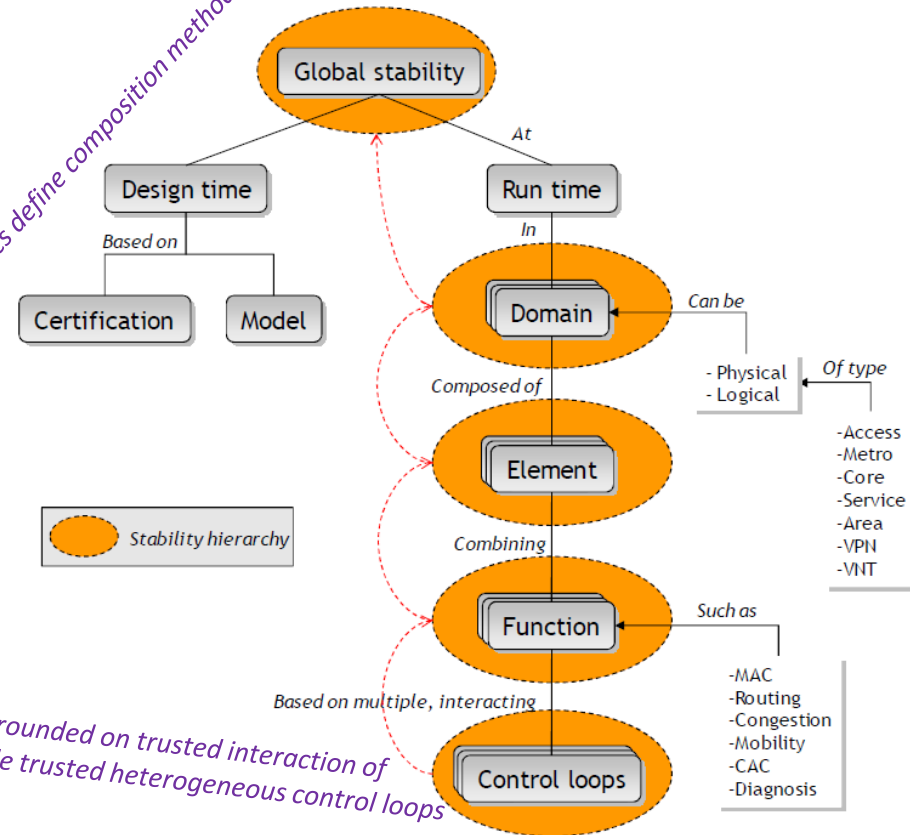 define composition method
Global stability
At
Design time
Run time
Based on
In
Certification
Model
Domain
Can be
- Physical
- Logical
Of type
Composed of
-Access
-Metro
-Core
-Service
-Area
-VPN
-VNT
Element
Stability hierarchy
Combining
Such as
Function
-MAC
-Routing
-Congestion
-Mobility
-CAC
-Diagnosis
Based on multiple, interacting
rounded on trusted interaction of
trusted heterogeneous control loops
Control loops